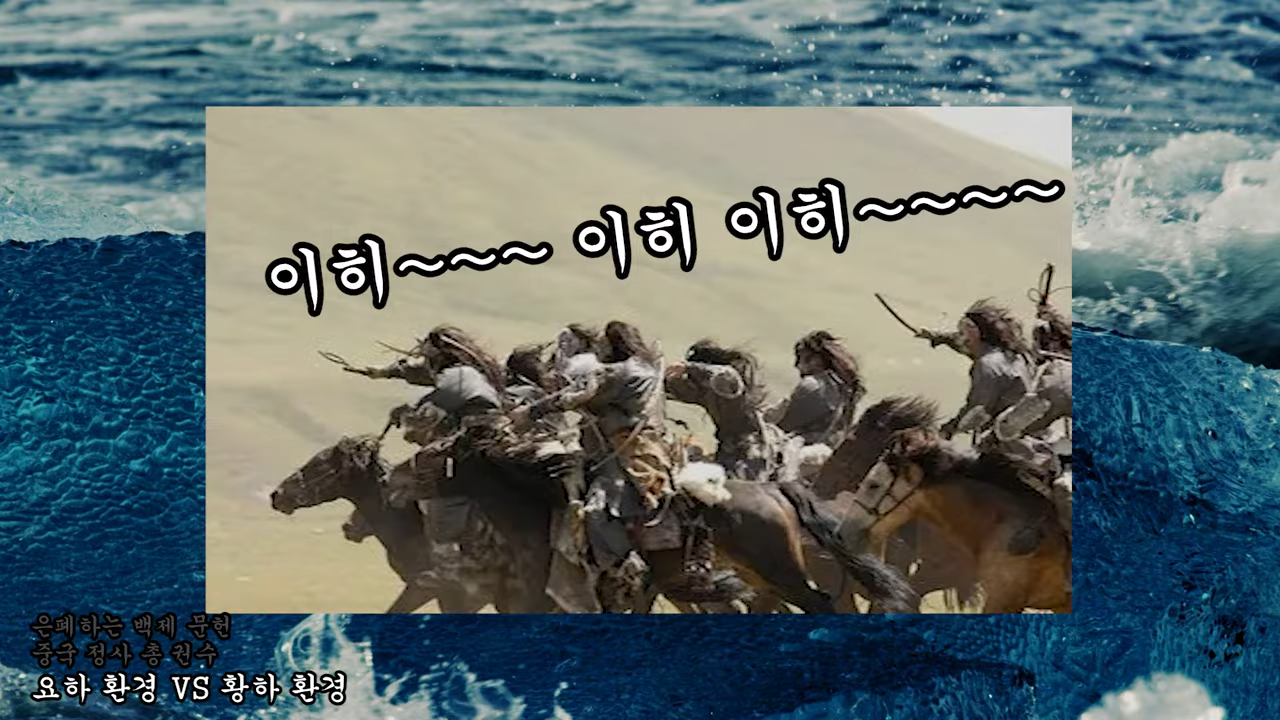 이히~~~ 이히 이히~~~~
은폐하는 백제 문헌
중국 정사 총 권수
요하 환경 VS 황하 환경